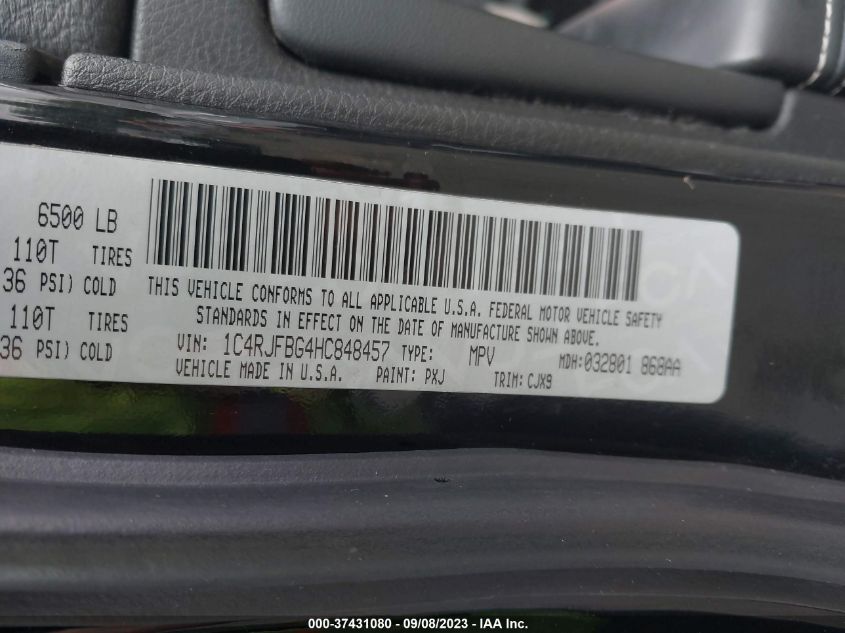 6500 LB
110T TIRES
36 PSI) COLD
110T TIRES
36 PSI) COLD
THIS VEHICLE CONFORMS TO ALL APPLICABLE U.S.A. FEDERAL MOTOR VEHICLE SAFETY
STANDARDS IN EFFECT ON THE DATE OF MANUFACTURE SHOWN ABOVE.
VIN: 1C4RJFBG4HC848457 TYPE: MPV MDH: 032801 868AA
VEHICLE MADE IN U.S.A. PAINT: PXJ TRIM: CJX9
000-37431080 - 09/08/2023 - © IAA, Inc.